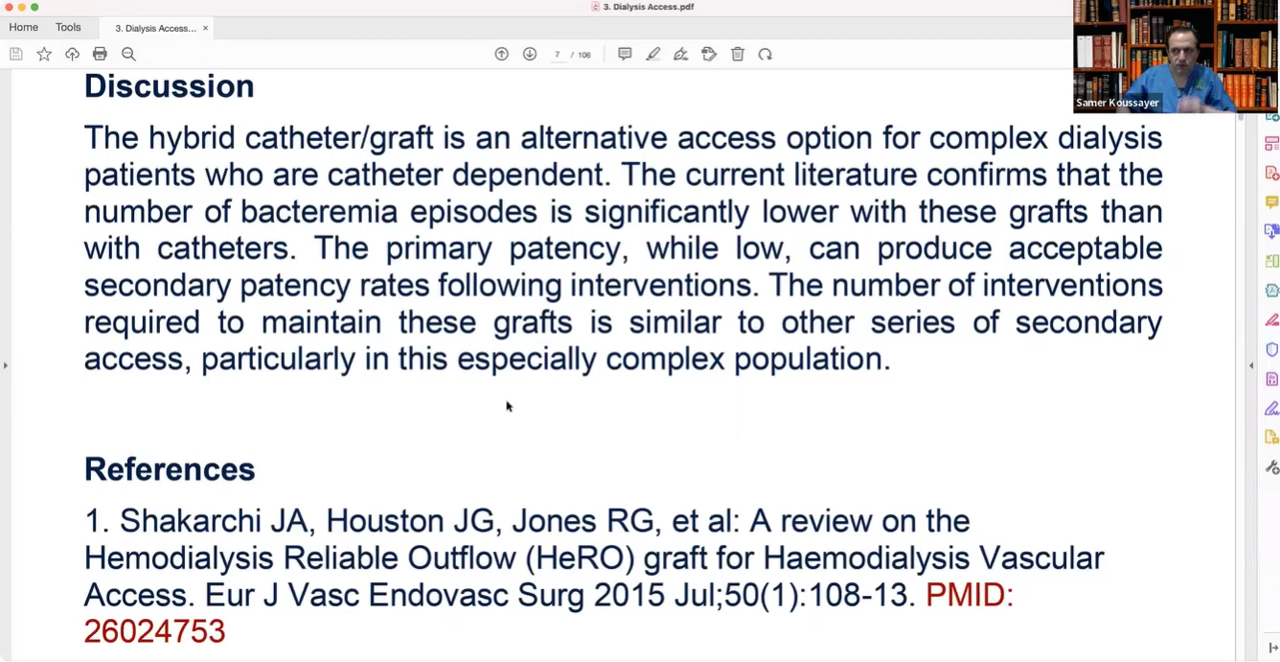 3. Dialysis Access.pdf
Home Tools 3. Dialysis Access... ×
7 / 106
Samer Koussayer
Discussion
The hybrid catheter/graft is an alternative access option for complex dialysis
patients who are catheter dependent. The current literature confirms that the
number of bacteremia episodes is significantly lower with these grafts than
with catheters. The primary patency, while low, can produce acceptable
secondary patency rates following interventions. The number of interventions
required to maintain these grafts is similar to other series of secondary
access, particularly in this especially complex population.
References
1. Shakarchi JA, Houston JG, Jones RG, et al: A review on the
Hemodialysis Reliable Outflow (HeRO) graft for Haemodialysis Vascular
Access. Eur J Vasc Endovasc Surg 2015 Jul;50(1):108-13. PMID:
26024753